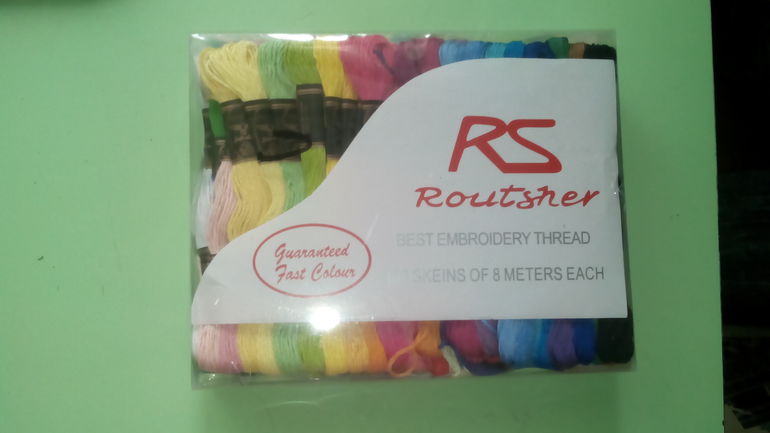 RS
Routsher
BEST EMBROIDERY THREAD
SKEINS OF 8 METERS EACH
Guaranteed
Fast Colour